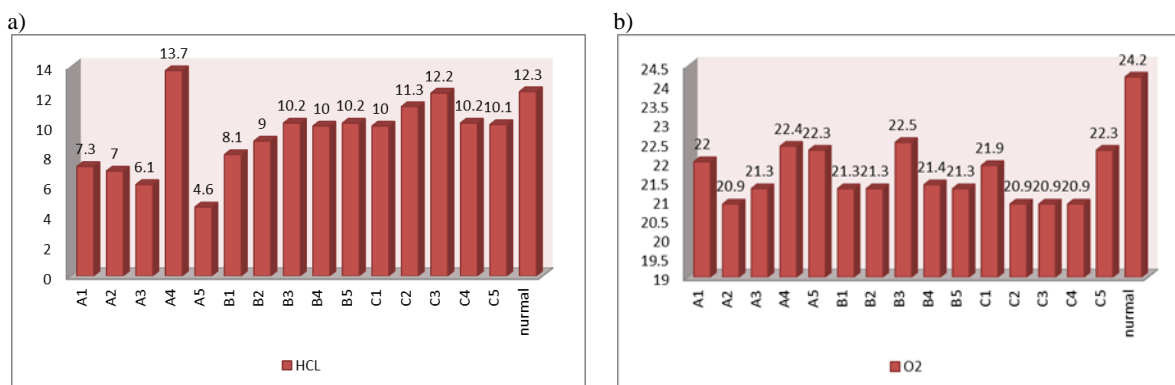 a)
14
12
10
8
6
4
2
0
7.3
7
6.1
13.7
4.6
8.1
9
10.2
10
10.2
10
11.3
12.2
10.2
10.1
12.3
A1
A2
A3
A4
A5
B1
B2
B3
B4
B5
C1
C2
C3
C4
C5
nurmal
HCL
b)
24.5
24
23.5
23
22.5
22
21.5
21
20.5
20
19.5
19
22
20.9
21.3
22.4
22.3
21.3
21.3
22.5
21.4
21.3
21.9
20.9
20.9
20.9
22.3
24.2
A1
A2
A3
A4
A5
B1
B2
B3
B4
B5
C1
C2
C3
C4
C5
nurmal
O2